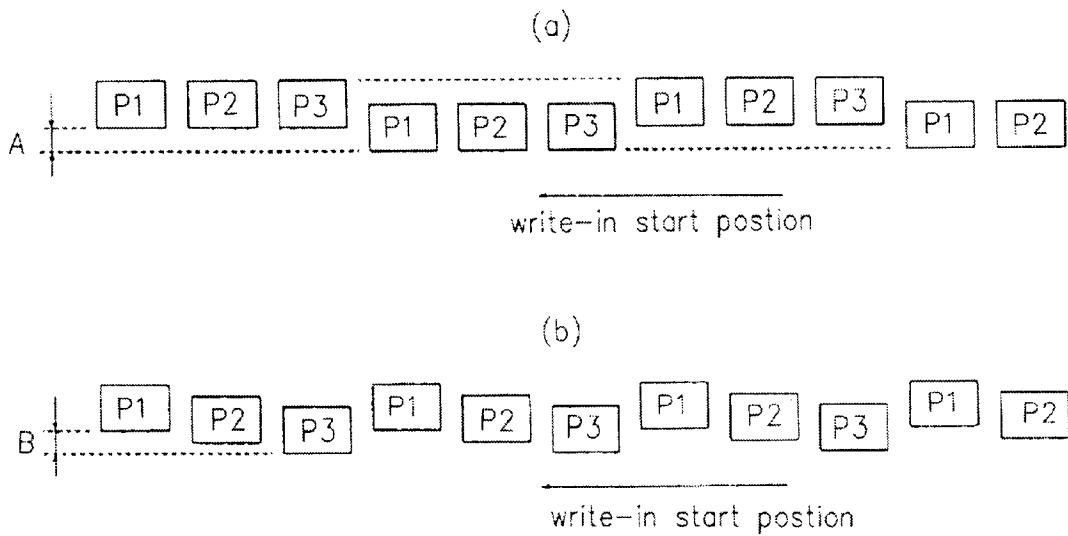 (a)
P1 P2 P3 P1 P2 P3 P1 P2 P3 P1 P2
A
write-in start postion
(b)
P1 P2 P3 P1 P2 P3 P1 P2 P3 P1 P2
B
write-in start postion